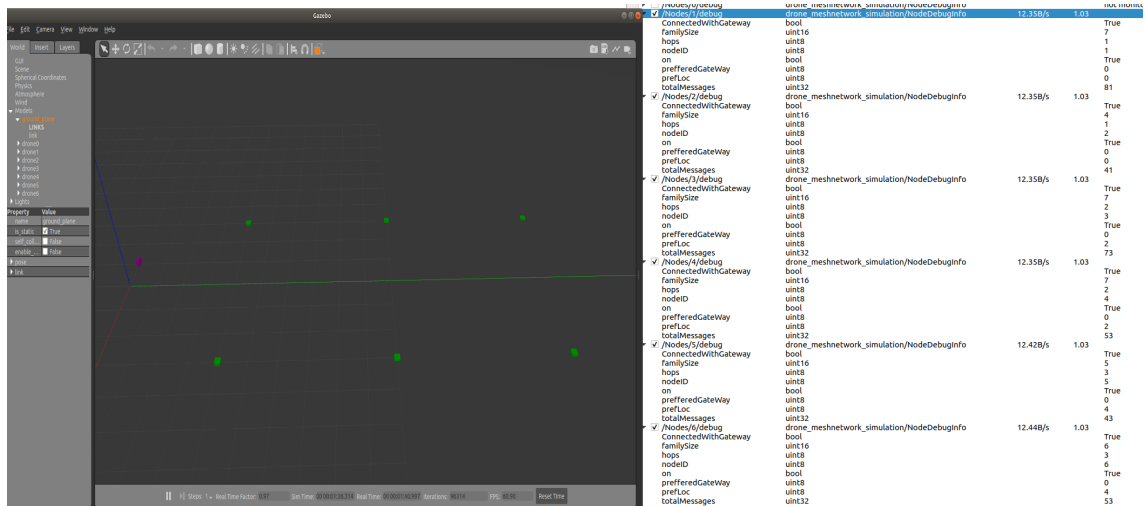 Gazebo
File Edit Camera View Window Help
World Insert Layers
GUI
Scene
Spherical Coordinates
Physics
Atmosphere
Wind
Models
ground_plane
LINKS
link
drone0
drone1
drone2
drone3
drone4
drone5
drone6
Lights
Property Value
name ground_plane
is_static True
self_coll... False
enable_... False
pose
link
Steps: 1 Real Time Factor: 0.97 Sim Time: Real Time: Iterations: FPS: Reset Time
/Nodes/0/debug drone_meshnetwork_simulation/NodeDebugInfo not monito
/Nodes/1/debug drone_meshnetwork_simulation/NodeDebugInfo 12.35B/s 1.03
ConnectedWithGateway bool True
familySize uint16 7
hops uint8 1
nodeID uint8 1
on bool True
prefferedGateWay uint8 0
prefLoc uint8 0
totalMessages uint32 81
/Nodes/2/debug drone_meshnetwork_simulation/NodeDebugInfo 12.35B/s 1.03
ConnectedWithGateway bool True
familySize uint16 4
hops uint8 1
nodeID uint8 2
on bool True
prefferedGateWay uint8 0
prefLoc uint8 0
totalMessages uint32 41
/Nodes/3/debug drone_meshnetwork_simulation/NodeDebugInfo 12.35B/s 1.03
ConnectedWithGateway bool True
familySize uint16 7
hops uint8 2
nodeID uint8 3
on bool True
prefferedGateWay uint8 0
prefLoc uint8 2
totalMessages uint32 73
/Nodes/4/debug drone_meshnetwork_simulation/NodeDebugInfo 12.35B/s 1.03
ConnectedWithGateway bool True
familySize uint16 7
hops uint8 2
nodeID uint8 4
on bool True
prefferedGateWay uint8 0
prefLoc uint8 2
totalMessages uint32 53
/Nodes/5/debug drone_meshnetwork_simulation/NodeDebugInfo 12.42B/s 1.03
ConnectedWithGateway bool True
familySize uint16 5
hops uint8 3
nodeID uint8 5
on bool True
prefferedGateWay uint8 0
prefLoc uint8 4
totalMessages uint32 43
/Nodes/6/debug drone_meshnetwork_simulation/NodeDebugInfo 12.44B/s 1.03
ConnectedWithGateway bool True
familySize uint16 6
hops uint8 3
nodeID uint8 6
on bool True
prefferedGateWay uint8 0
prefLoc uint8 4
totalMessages uint32 53